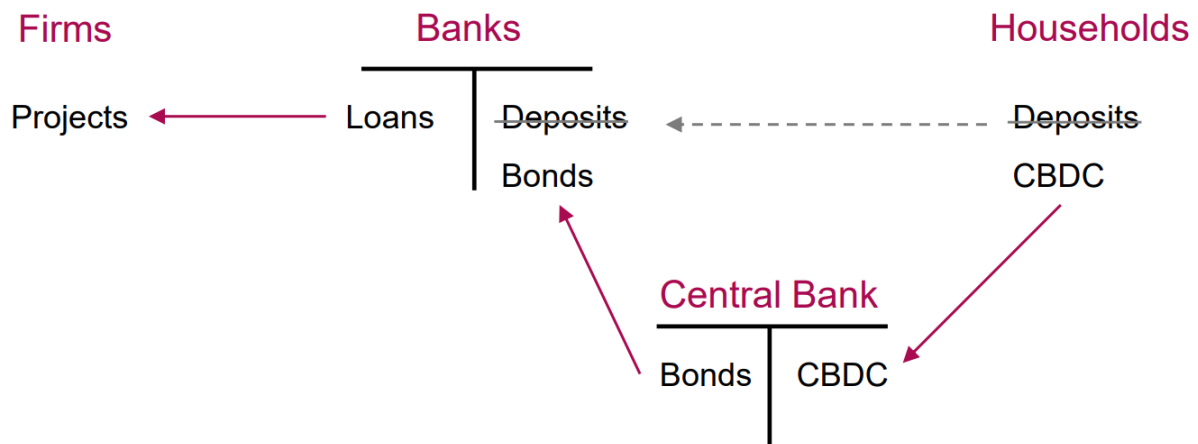 Firms
Banks
Households
Projects
Loans
Deposits
Deposits
Bonds
CBDC
Central Bank
Bonds
CBDC